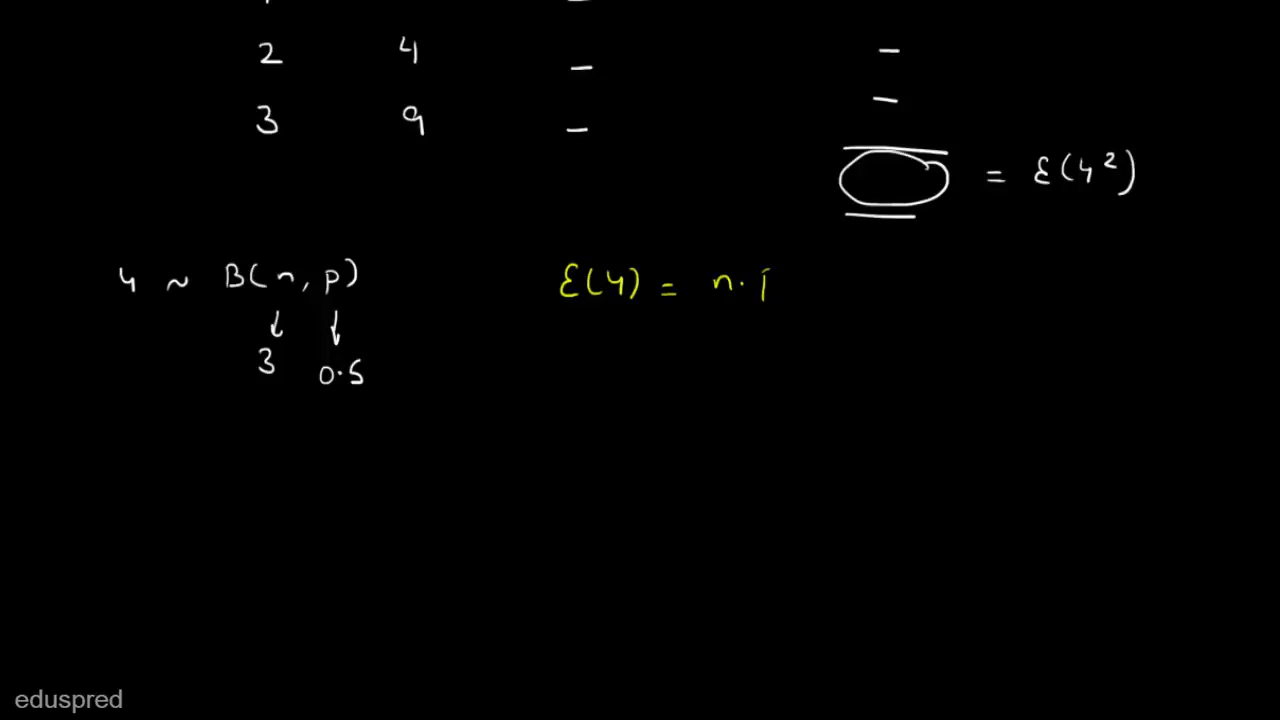 2 4 – –
3 9 – –
= E(Y²)
Y ~ B(n, p) E(Y) = n.
↓ ↓
3 0.5
eduspred